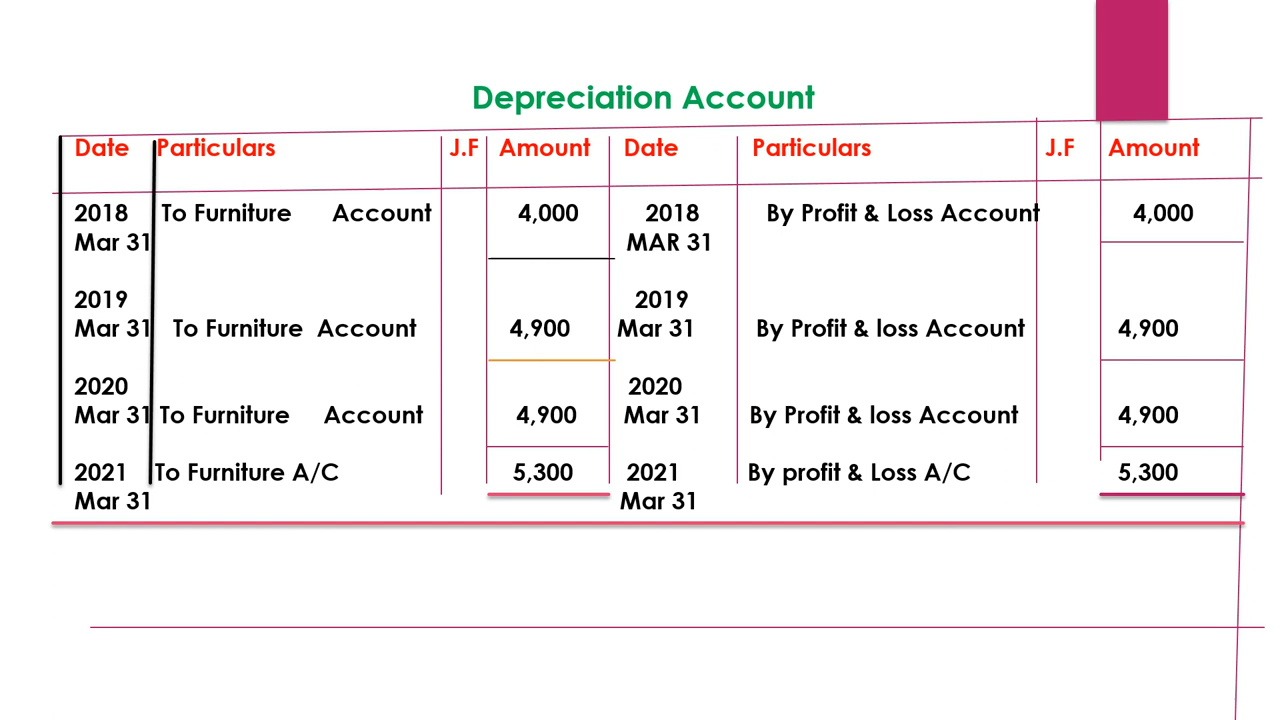 Depreciation Account
Date Particulars J.F Amount Date Particulars J.F Amount
2018 To Furniture Account 4,000 2018 By Profit & Loss Account 4,000
Mar 31 MAR 31
2019 2019
Mar 31 To Furniture Account 4,900 Mar 31 By Profit & loss Account 4,900
2020 2020
Mar 31 To Furniture Account 4,900 Mar 31 By Profit & loss Account 4,900
2021 To Furniture A/C 5,300 2021 By profit & Loss A/C 5,300
Mar 31 Mar 31